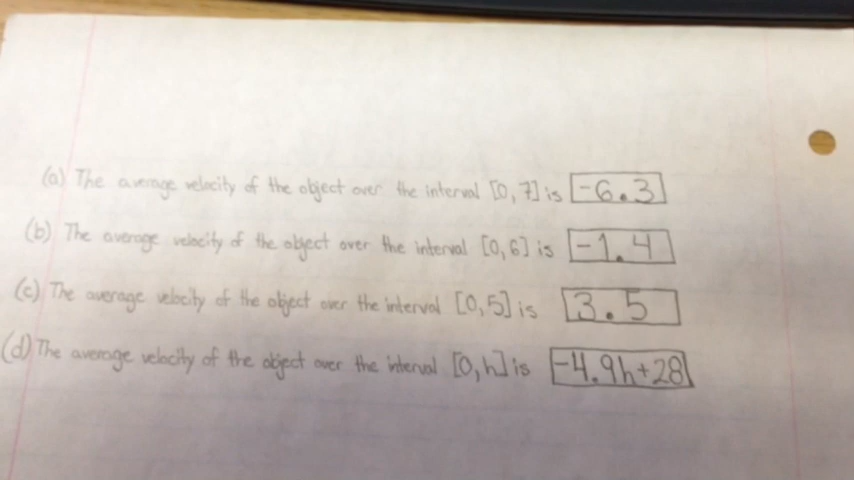 (a) The average velocity of the object over the interval [0,7] is -6.3
(b) The average velocity of the object over the interval [0,6] is -1.4
(c) The average velocity of the object over the interval [0,5] is 3.5
(d) The average velocity of the object over the interval [0,h] is -4.9h+28